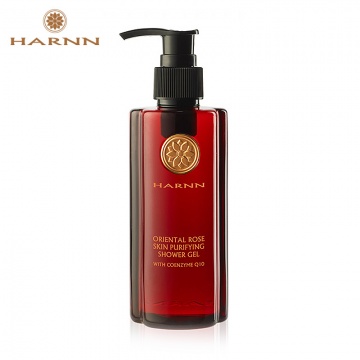 HARNN
HARNN
ORIENTAL ROSE
SKIN PURIFYING
SHOWER GEL
WITH COENZYME Q10